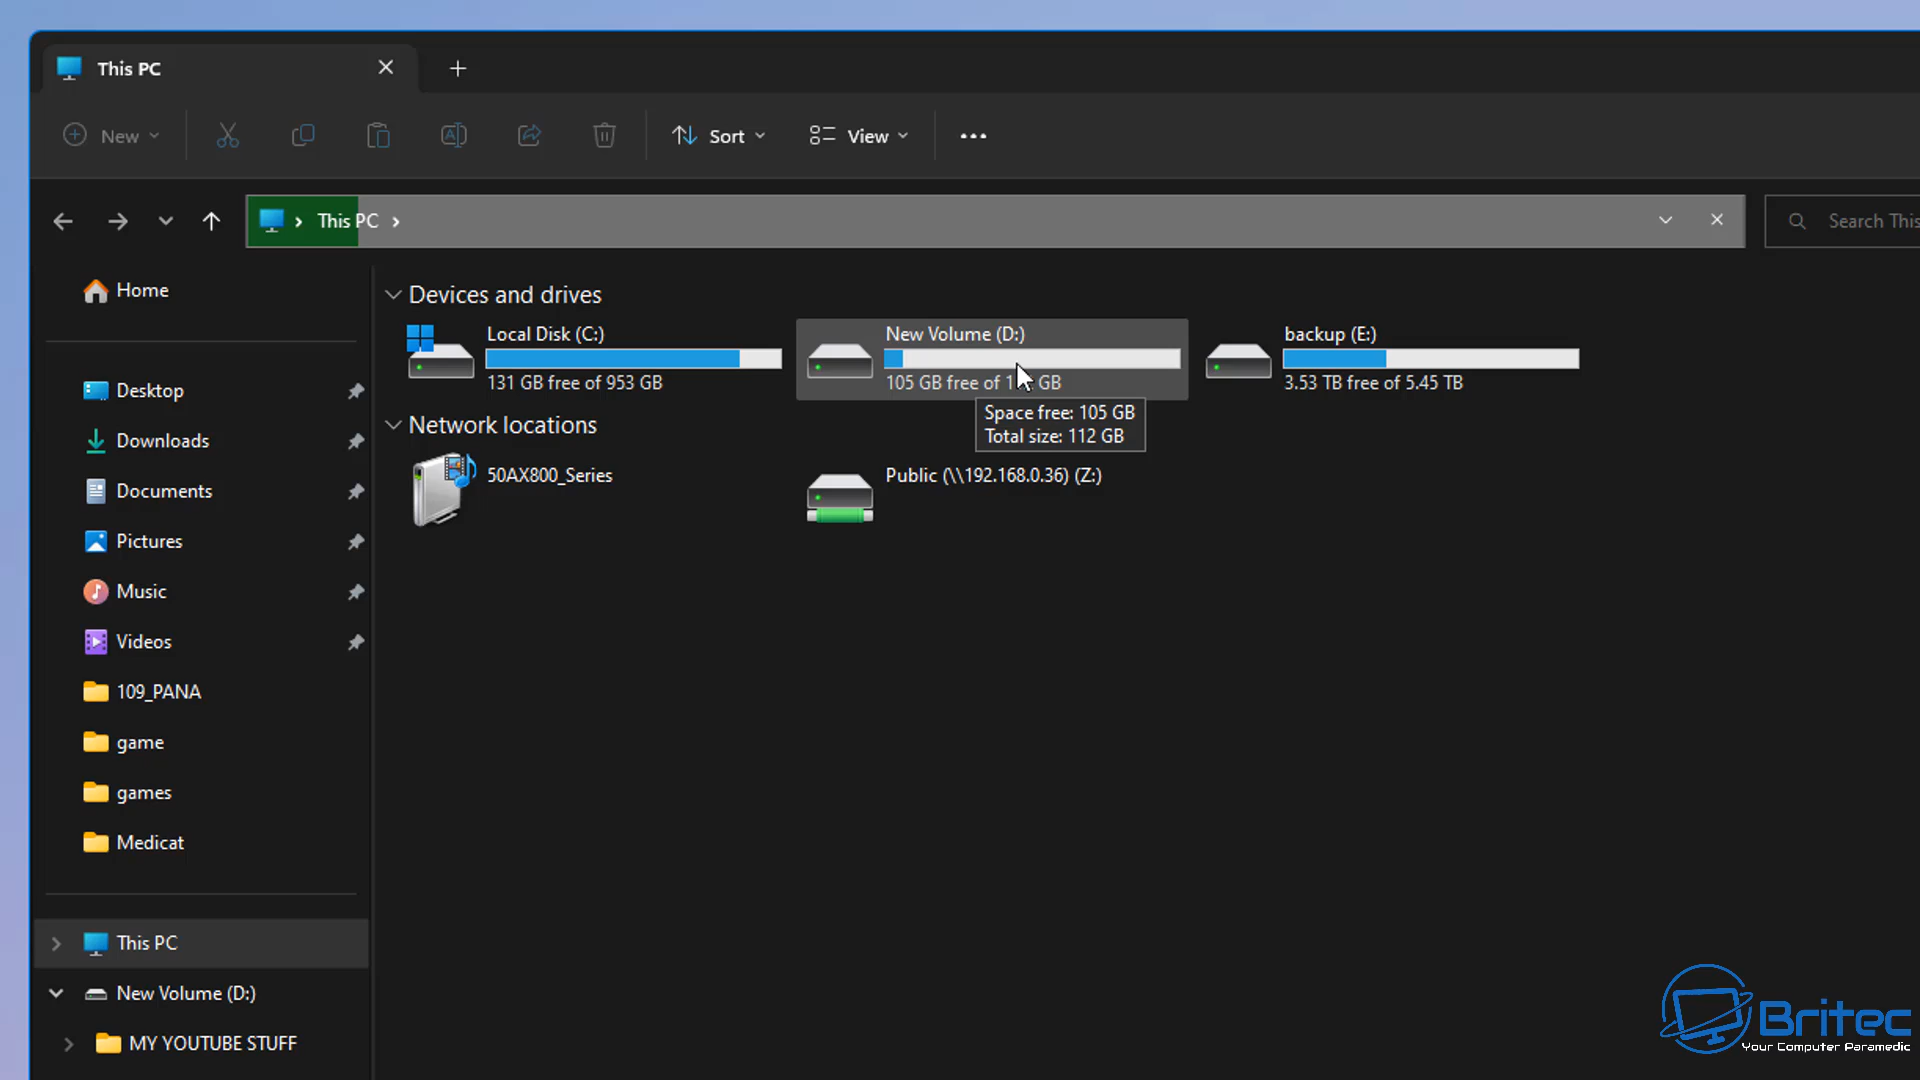 This PC
New
Sort
View
This PC
Search This
Home
Desktop
Downloads
Documents
Pictures
Music
Videos
109_PANA
game
games
Medicat
This PC
New Volume (D:)
MY YOUTUBE STUFF
Devices and drives
Local Disk (C:)
131 GB free of 953 GB
New Volume (D:)
105 GB free of GB
Space free: 105 GB
Total size: 112 GB
backup (E:)
3.53 TB free of 5.45 TB
Network locations
50AX800_Series
Public (\\192.168.0.36) (Z:)
Britec
Your Computer Paramedic